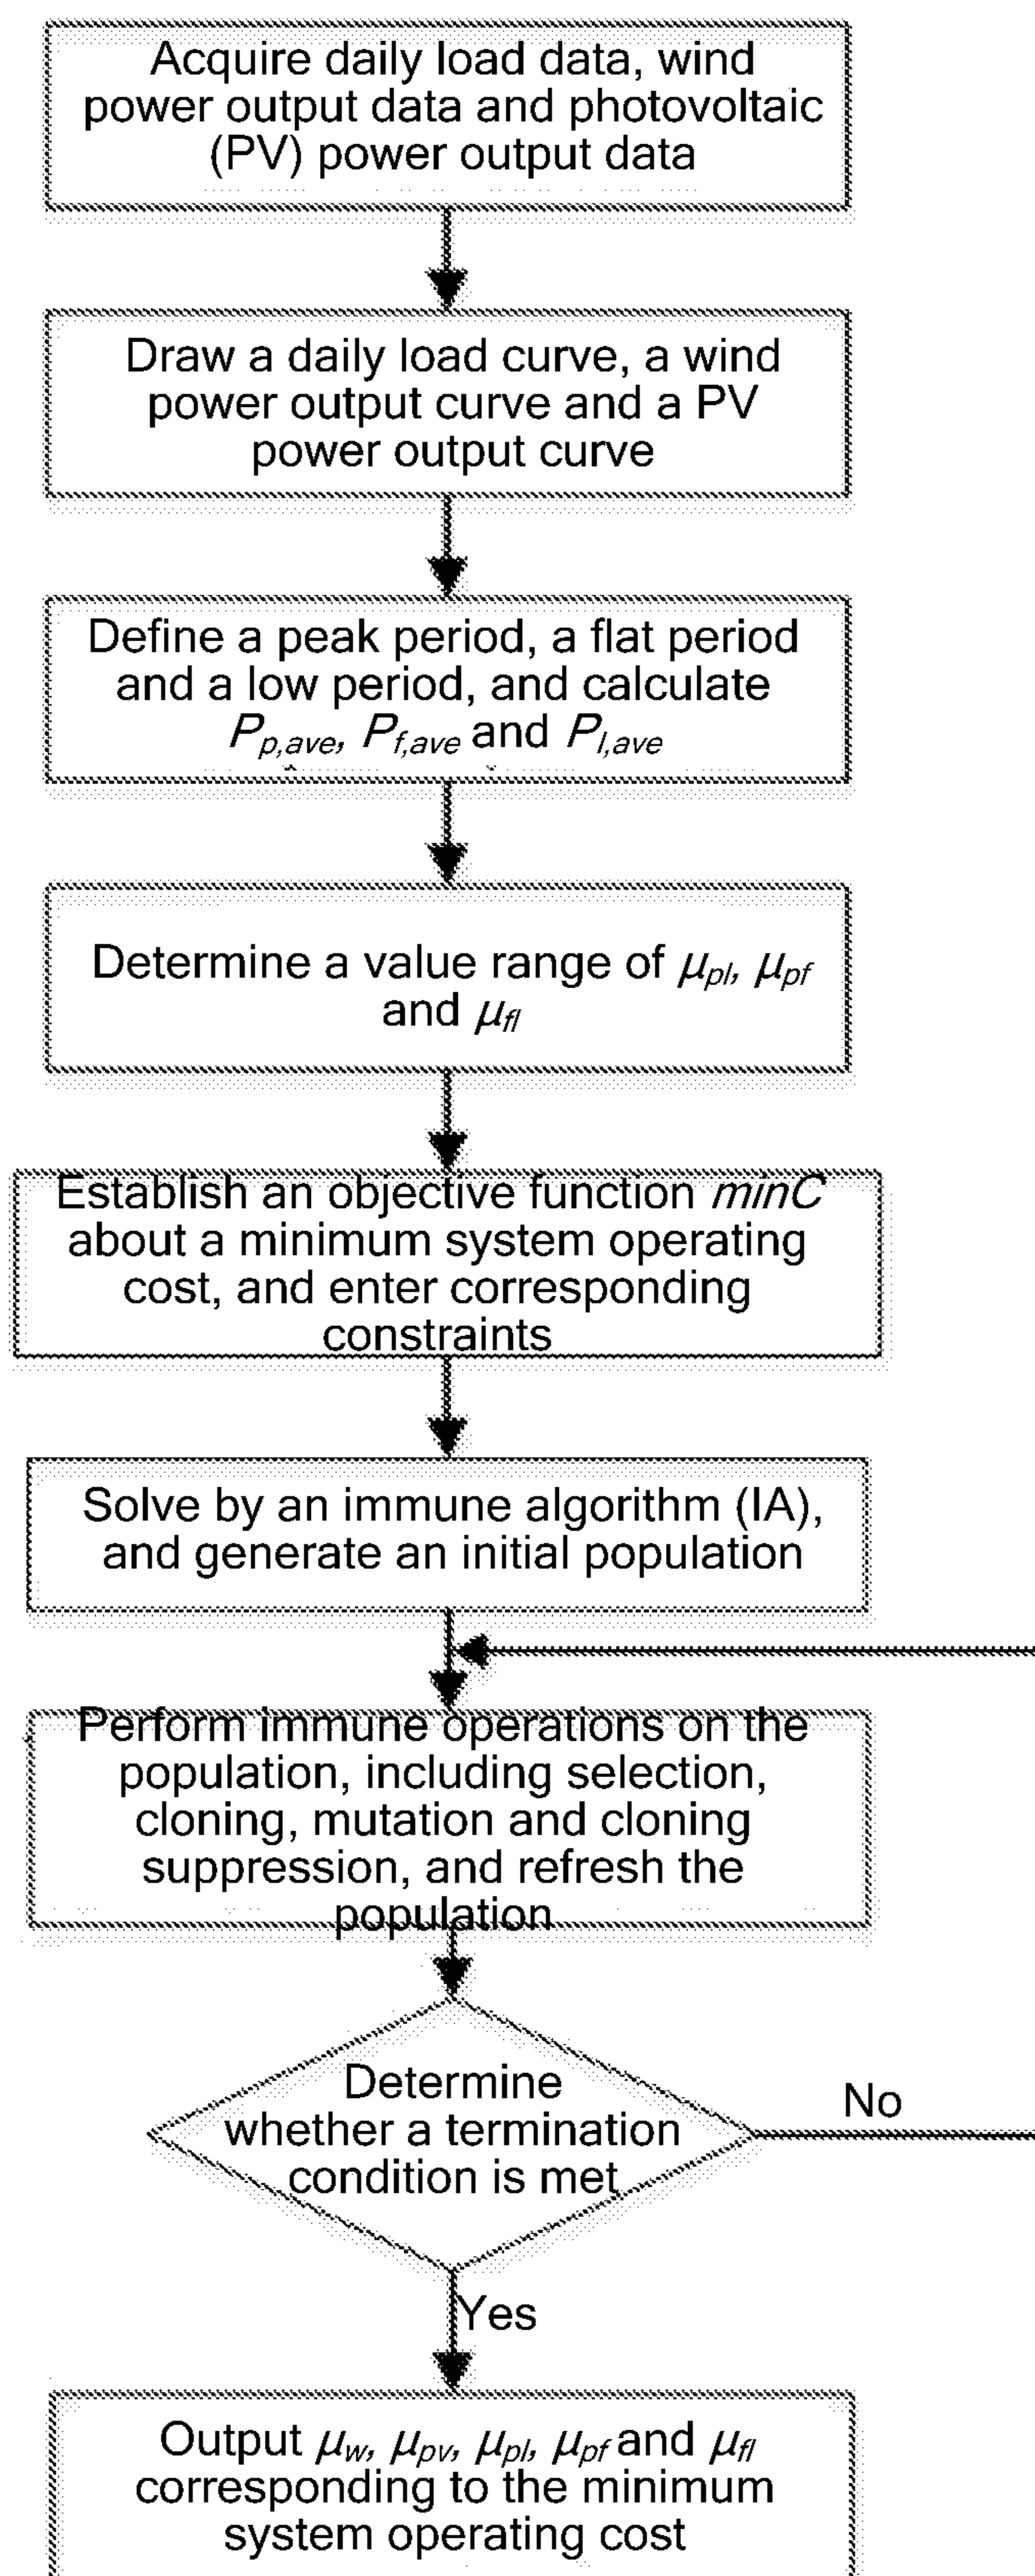 Acquire daily load data, wind
power output data and photovoltaic
(PV) power output data
Draw a daily load curve, a wind
power output curve and a PV
power output curve
Define a peak period, a flat period
and a low period, and calculate
Pp,ave, Pf,ave and Pl,ave
Determine a value range of μpl, μpf
and μfl
Establish an objective function minC
about a minimum system operating
cost, and enter corresponding
constraints
Solve by an immune algorithm (IA),
and generate an initial population
Perform immune operations on the
population, including selection,
cloning, mutation and cloning
suppression, and refresh the
population
Determine
whether a termination
condition is met
No
Yes
Output μw, μpv, μpl, μpf and μfl
corresponding to the minimum
system operating cost